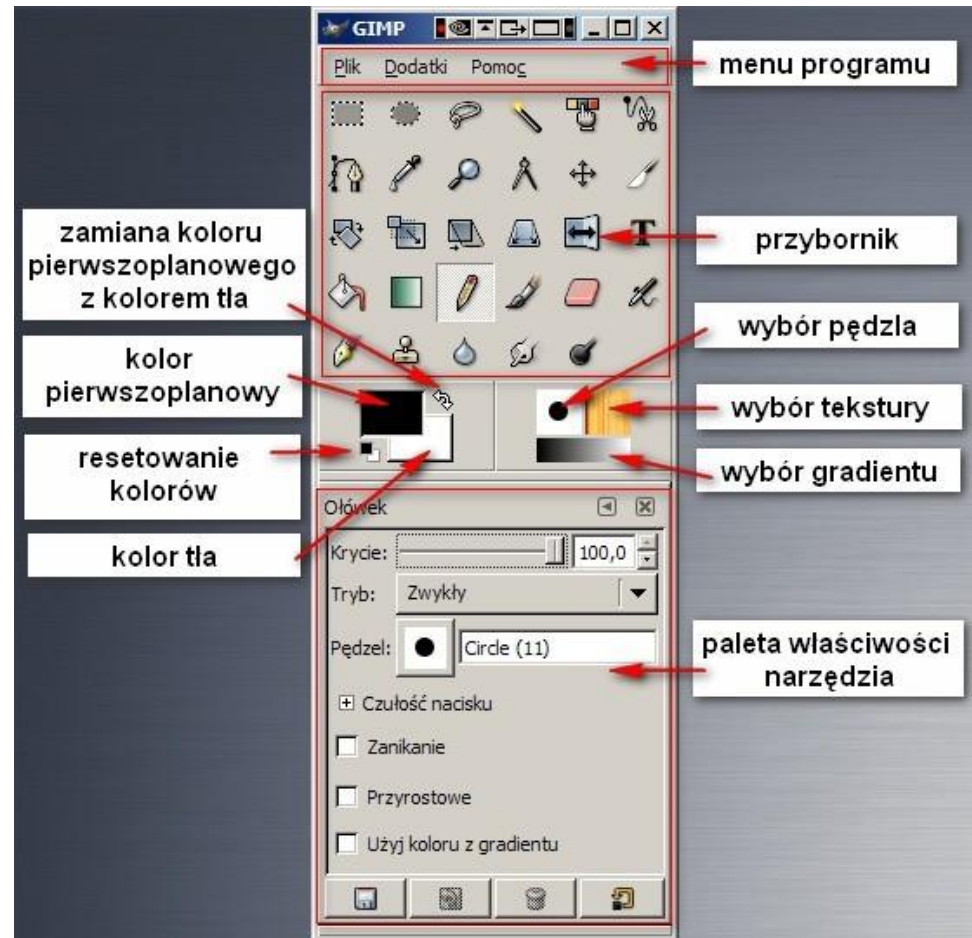 GIMP
Plik Dodatki Pomoc
menu programu
zamiana koloru
pierwszoplanowego
z kolorem tła
przybornik
kolor
pierwszoplanowy
wybór pędzla
wybór tekstury
resetowanie
kolorów
wybór gradientu
kolor tła
Ołówek
Krycie: 100,0
Tryb: Zwykły
Pędzel: Circle (11)
paleta właściwości
narzędzia
Czułość nacisku
Zanikanie
Przyrostowe
Użyj koloru z gradientu